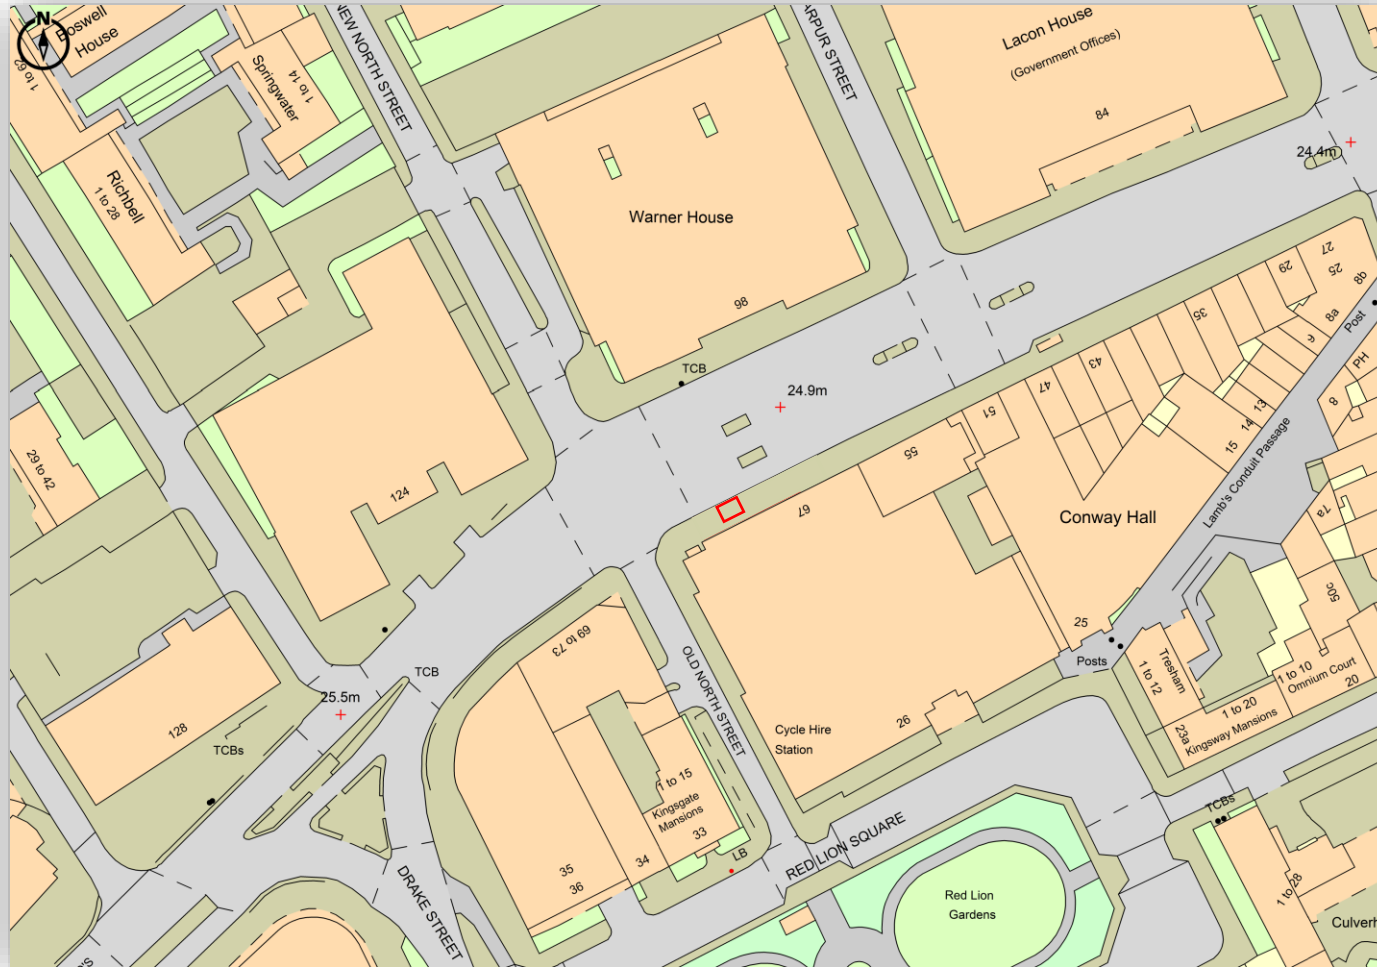 N
Boswell
House
1 to 62
Springwater
1 to 14
NEW NORTH STREET
ARPUR STREET
Lacon House
(Government Offices)
84
24.4m
Richbell
1 to 28
Warner House
98
TCB
24.9m
27
25
29
8b
8a
Post
35
6
PH
43
47
8
51
13
14
15
55
Lamb's Conduit Passage
29 to 42
124
67
Conway Hall
7a
50c
25
Posts
69 to 73
OLD NORTH STREET
Tresham
1 to 12
1 to 10
Omnium Court
20
1 to 20
Kingsway Mansions
23a
TCB
25.5m
128
TCBs
26
Cycle Hire
Station
1 to 15
Kingsgate
Mansions
33
34
35
36
LB
RED LION SQUARE
TCBs
DRAKE STREET
Red Lion
Gardens
1 to 28
Culverh
'S